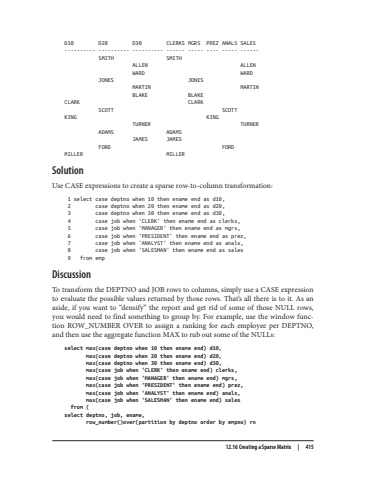 D10        D20        D30        CLERKS MGRS  PREZ ANALS SALES
---------- ---------- ---------- ------ ----- ---- ----- ------
           SMITH                 SMITH
                      ALLEN                              ALLEN
                      WARD                               WARD
           JONES                        JONES
                      MARTIN                             MARTIN
                      BLAKE             BLAKE
CLARK                                   CLARK
           SCOTT                                   SCOTT
KING                                          KING
                      TURNER                             TURNER
           ADAMS                 ADAMS
                      JAMES      JAMES
           FORD                                    FORD
MILLER                           MILLER
Solution
Use CASE expressions to create a sparse row-to-column transformation:
1 select case deptno when 10 then ename end as d10,
2        case deptno when 20 then ename end as d20,
3        case deptno when 30 then ename end as d30,
4        case job when 'CLERK' then ename end as clerks,
5        case job when 'MANAGER' then ename end as mgrs,
6        case job when 'PRESIDENT' then ename end as prez,
7        case job when 'ANALYST' then ename end as anals,
8        case job when 'SALESMAN' then ename end as sales
9   from emp
Discussion
To transform the DEPTNO and JOB rows to columns, simply use a CASE expression
to evaluate the possible values returned by those rows. That's all there is to it. As an
aside, if you want to "densify" the report and get rid of some of those NULL rows,
you would need to find something to group by. For example, use the window func-
tion ROW_NUMBER OVER to assign a ranking for each employee per DEPTNO,
and then use the aggregate function MAX to rub out some of the NULLs:
select max(case deptno when 10 then ename end) d10,
       max(case deptno when 20 then ename end) d20,
       max(case deptno when 30 then ename end) d30,
       max(case job when 'CLERK' then ename end) clerks,
       max(case job when 'MANAGER' then ename end) mgrs,
       max(case job when 'PRESIDENT' then ename end) prez,
       max(case job when 'ANALYST' then ename end) anals,
       max(case job when 'SALESMAN' then ename end) sales
  from (
select deptno, job, ename,
       row_number()over(partition by deptno order by empno) rn
12.16 Creating a Sparse Matrix | 415